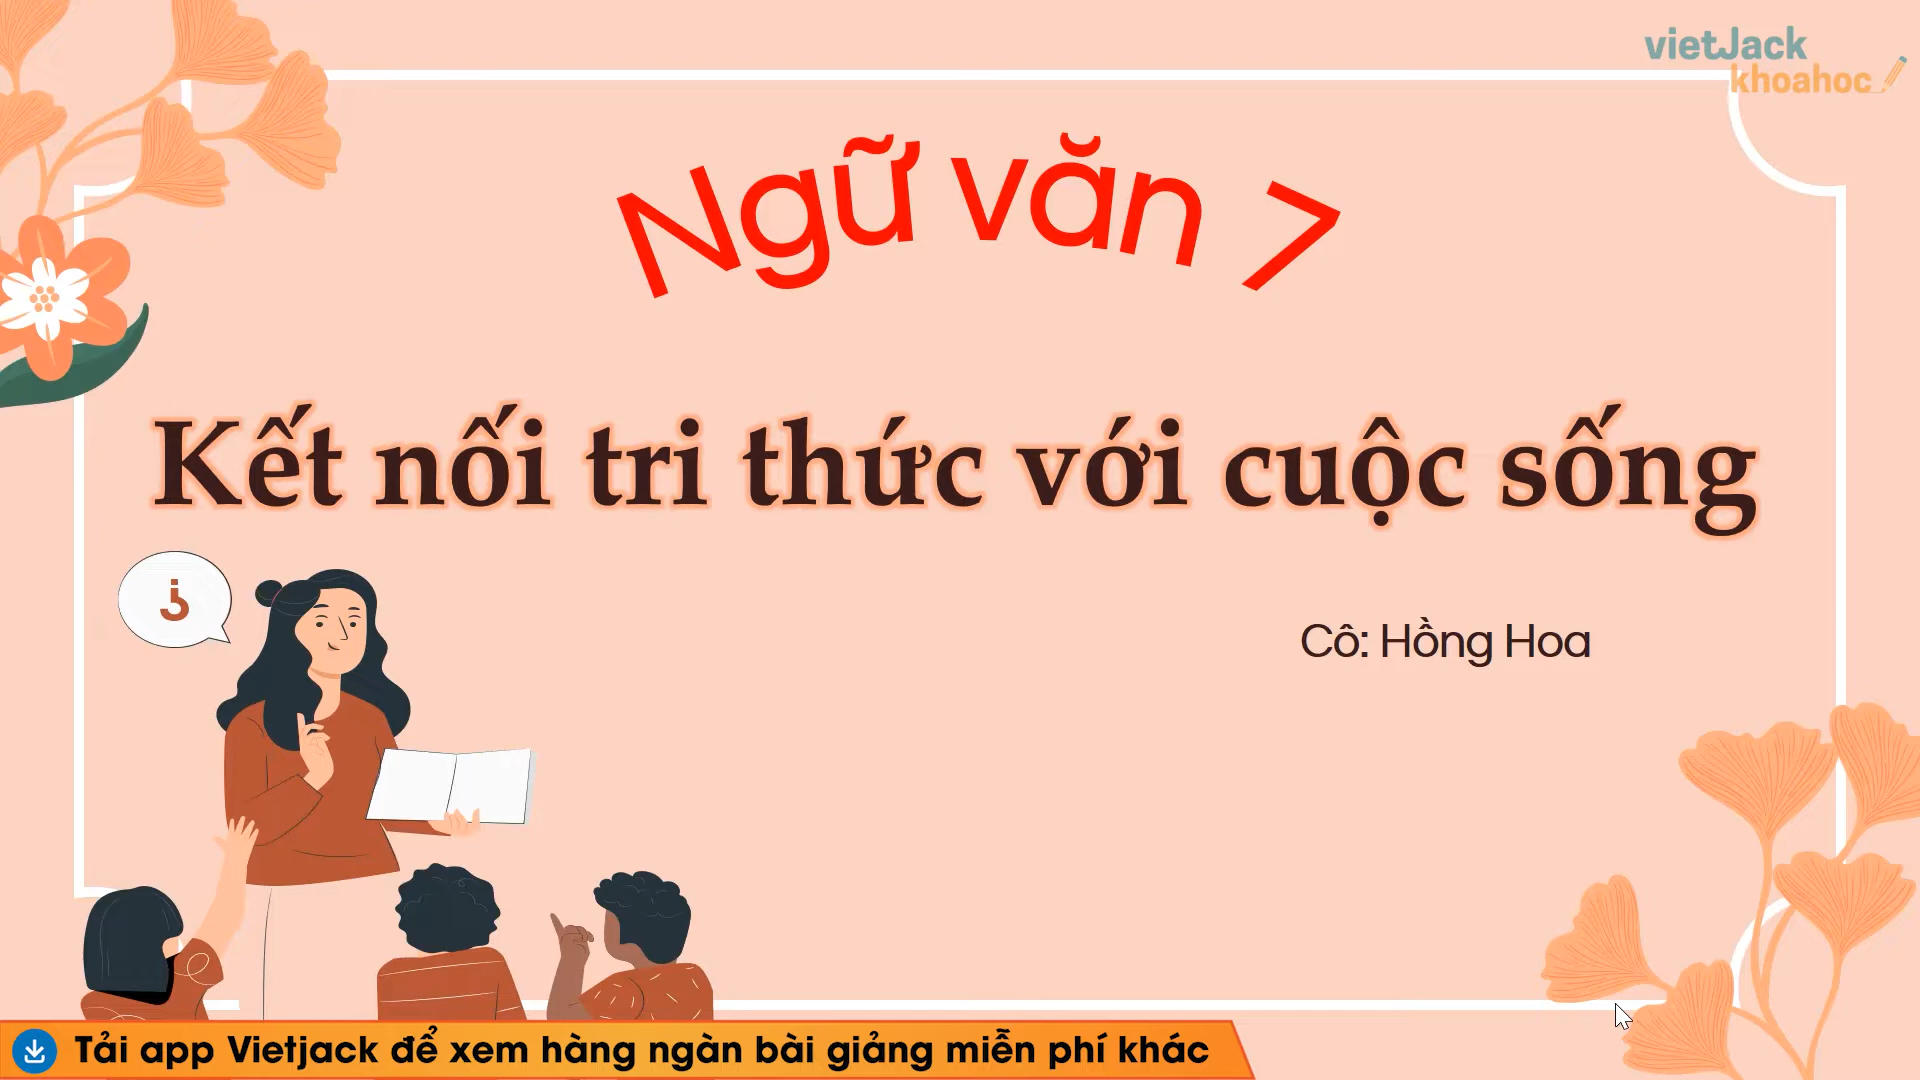 vietJack
khoahoc
Ngữ văn 7
Kết nối tri thức với cuộc sống
¿
Cô: Hồng Hoa
Tải app Vietjack để xem hàng ngàn bài giảng miễn phí khác